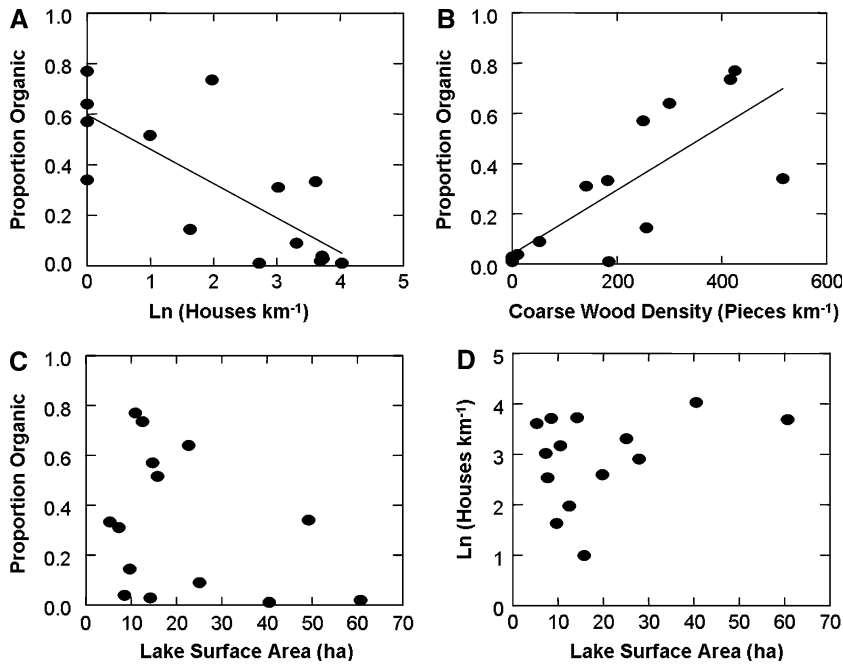 A
1.0
0.8
0.6
0.4
0.2
0.0
Proportion Organic
0 1 2 3 4 5
Ln (Houses km-1)
B
1.0
0.8
0.6
0.4
0.2
0.0
Proportion Organic
0 200 400 600
Coarse Wood Density (Pieces km-1)
C
1.0
0.8
0.6
0.4
0.2
0.0
Proportion Organic
0 10 20 30 40 50 60 70
Lake Surface Area (ha)
D
5
4
3
2
1
0
Ln (Houses km-1)
0 10 20 30 40 50 60 70
Lake Surface Area (ha)